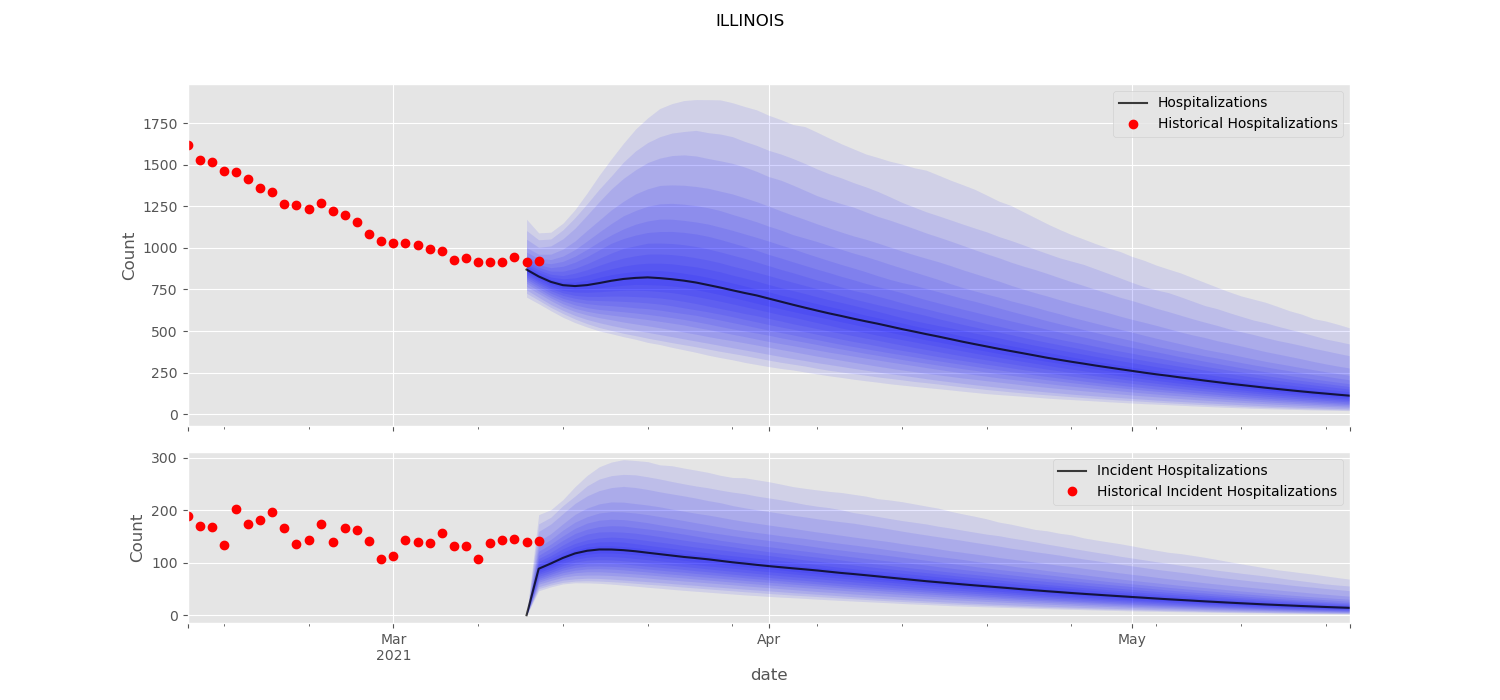 ILLINOIS
Count
1750
1500
1250
1000
750
500
250
0
Hospitalizations
Historical Hospitalizations
Count
300
200
100
0
Incident Hospitalizations
Historical Incident Hospitalizations
Mar
2021
Apr
May
date